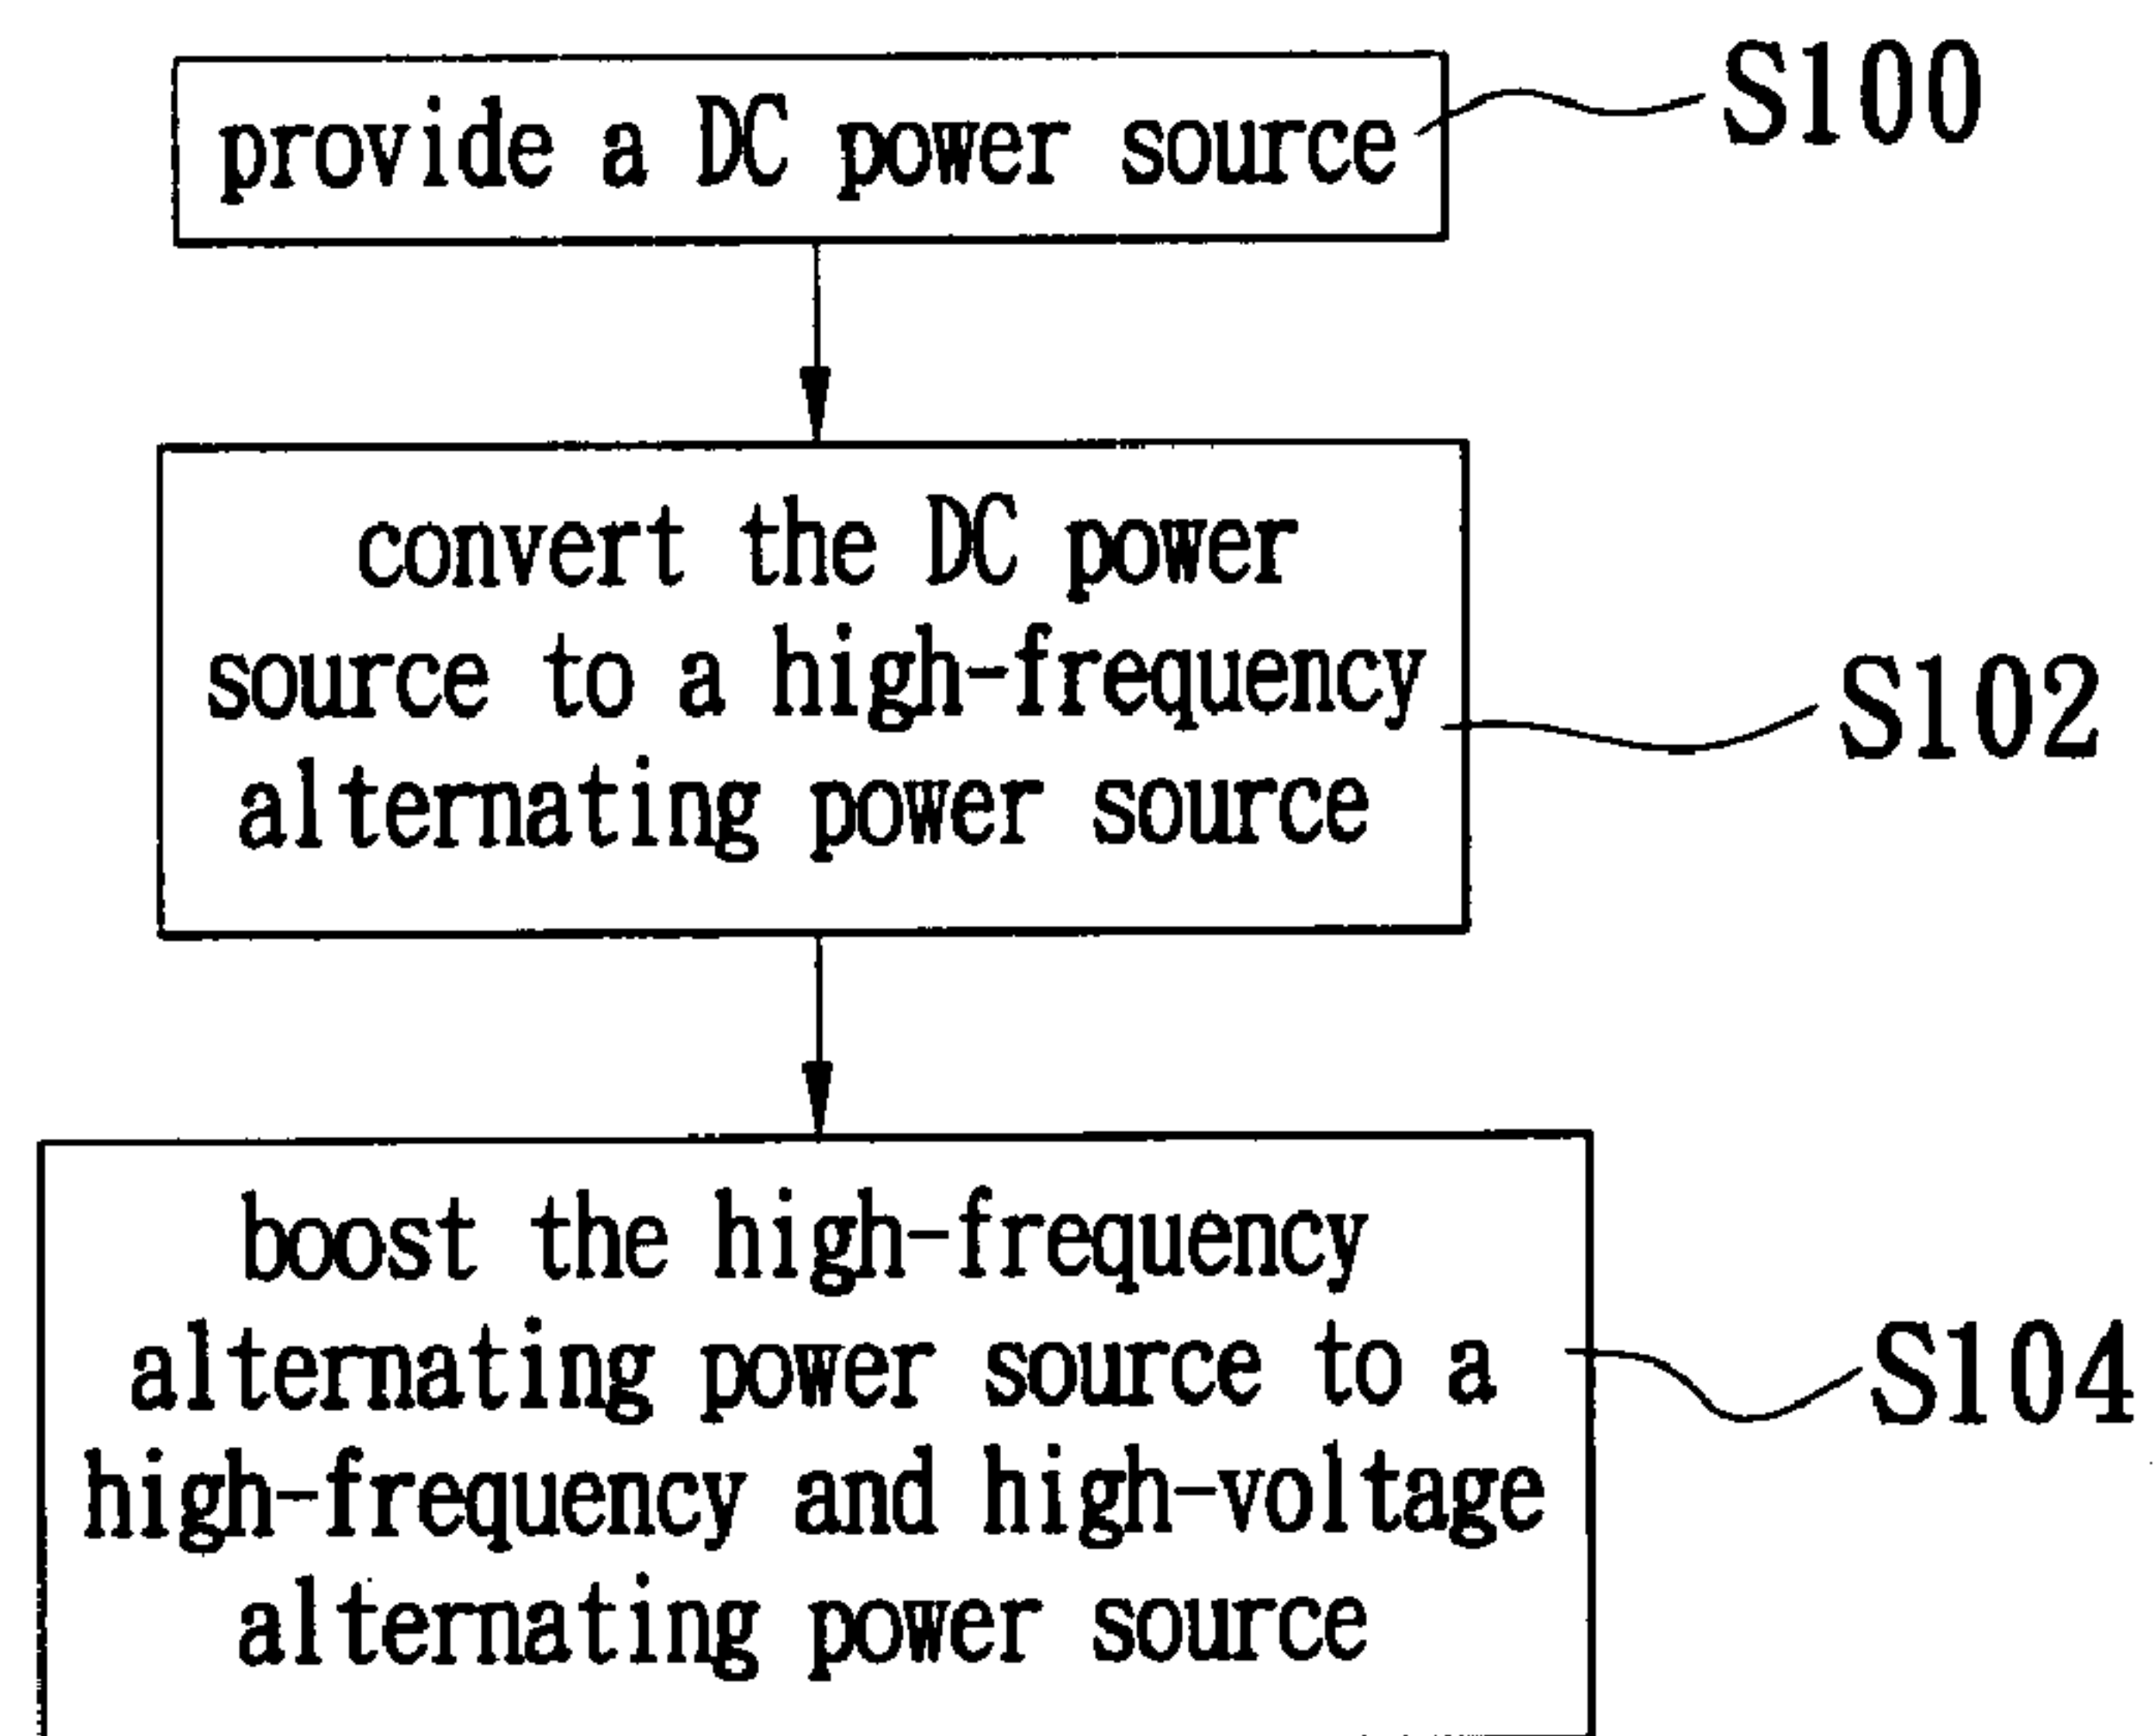 provide a DC power source
S100
convert the DC power
source to a high-frequency
alternating power source
S102
boost the high-frequency
alternating power source to a
high-frequency and high-voltage
alternating power source
S104